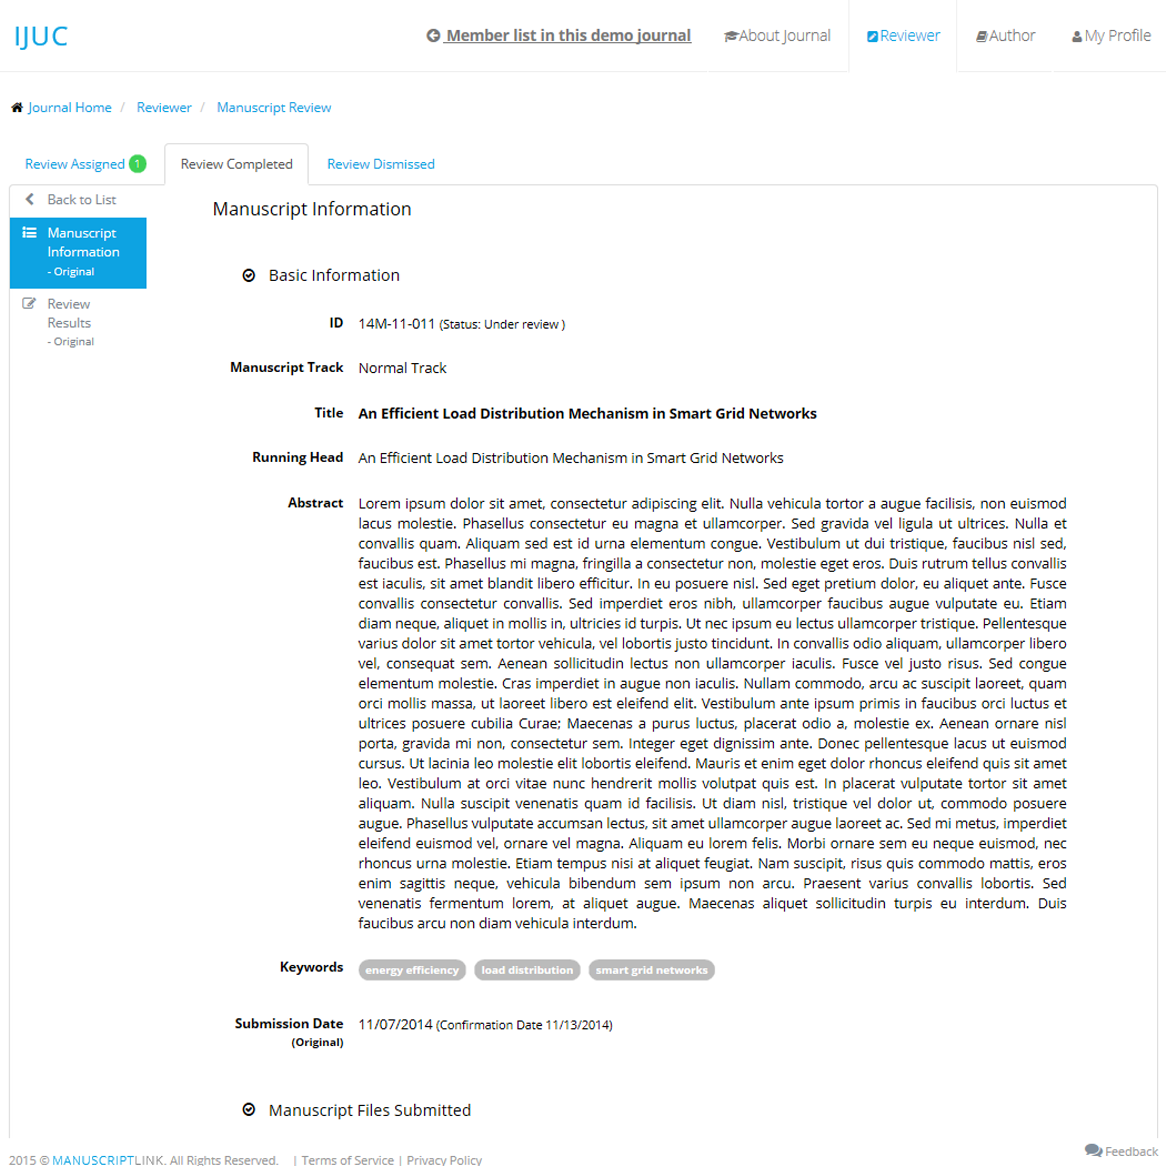 IJUC
Member list in this demo journal
About Journal
Reviewer
Author
My Profile
Journal Home / Reviewer / Manuscript Review
Review Assigned 1
Review Completed
Review Dismissed
Back to List
Manuscript
Information
- Original
Review
Results
- Original
Manuscript Information
Basic Information
ID 14M-11-011 (Status: Under review )
Manuscript Track Normal Track
Title An Efficient Load Distribution Mechanism in Smart Grid Networks
Running Head An Efficient Load Distribution Mechanism in Smart Grid Networks
Abstract Lorem ipsum dolor sit amet, consectetur adipiscing elit. Nulla vehicula tortor a augue facilisis, non euismod
lacus molestie. Phasellus consectetur eu magna et ullamcorper. Sed gravida vel ligula ut ultrices. Nulla et
convallis quam. Aliquam sed est id urna elementum congue. Vestibulum ut dui tristique, faucibus nisl sed,
faucibus est. Phasellus mi magna, fringilla a consectetur non, molestie eget eros. Duis rutrum tellus convallis
est iaculis, sit amet blandit libero efficitur. In eu posuere nisl. Sed eget pretium dolor, eu aliquet ante. Fusce
convallis consectetur convallis. Sed imperdiet eros nibh, ullamcorper faucibus augue vulputate eu. Etiam
diam neque, aliquet in mollis in, ultricies id turpis. Ut nec ipsum eu lectus ullamcorper tristique. Pellentesque
varius dolor sit amet tortor vehicula, vel lobortis justo tincidunt. In convallis odio aliquam, ullamcorper libero
vel, consequat sem. Aenean sollicitudin lectus non ullamcorper iaculis. Fusce vel justo risus. Sed congue
elementum molestie. Cras imperdiet in augue non iaculis. Nullam commodo, arcu ac suscipit laoreet, quam
orci mollis massa, ut laoreet libero est eleifend elit. Vestibulum ante ipsum primis in faucibus orci luctus et
ultrices posuere cubilia Curae; Maecenas a purus luctus, placerat odio a, molestie ex. Aenean ornare nisl
porta, gravida mi non, consectetur sem. Integer eget dignissim ante. Donec pellentesque lacus ut euismod
cursus. Ut lacinia leo molestie elit lobortis eleifend. Mauris et enim eget dolor rhoncus eleifend quis sit amet
leo. Vestibulum at orci vitae nunc hendrerit mollis volutpat quis est. In placerat vulputate tortor sit amet
aliquam. Nulla suscipit venenatis quam id facilisis. Ut diam nisl, tristique vel dolor ut, commodo posuere
augue. Phasellus vulputate accumsan lectus, sit amet ullamcorper augue laoreet ac. Sed mi metus, imperdiet
eleifend euismod vel, ornare vel magna. Aliquam eu lorem felis. Morbi ornare sem eu neque euismod, nec
rhoncus urna molestie. Etiam tempus nisi at aliquet feugiat. Nam suscipit, risus quis commodo mattis, eros
enim sagittis neque, vehicula bibendum sem ipsum non arcu. Praesent varius convallis lobortis. Sed
venenatis fermentum lorem, at aliquet augue. Maecenas aliquet sollicitudin turpis eu interdum. Duis
faucibus arcu non diam vehicula interdum.
Keywords energy efficiency load distribution smart grid networks
Submission Date 11/07/2014 (Confirmation Date 11/13/2014)
(Original)
Manuscript Files Submitted
Feedback
2015 © MANUSCRIPTLINK. All Rights Reserved. | Terms of Service | Privacy Policy